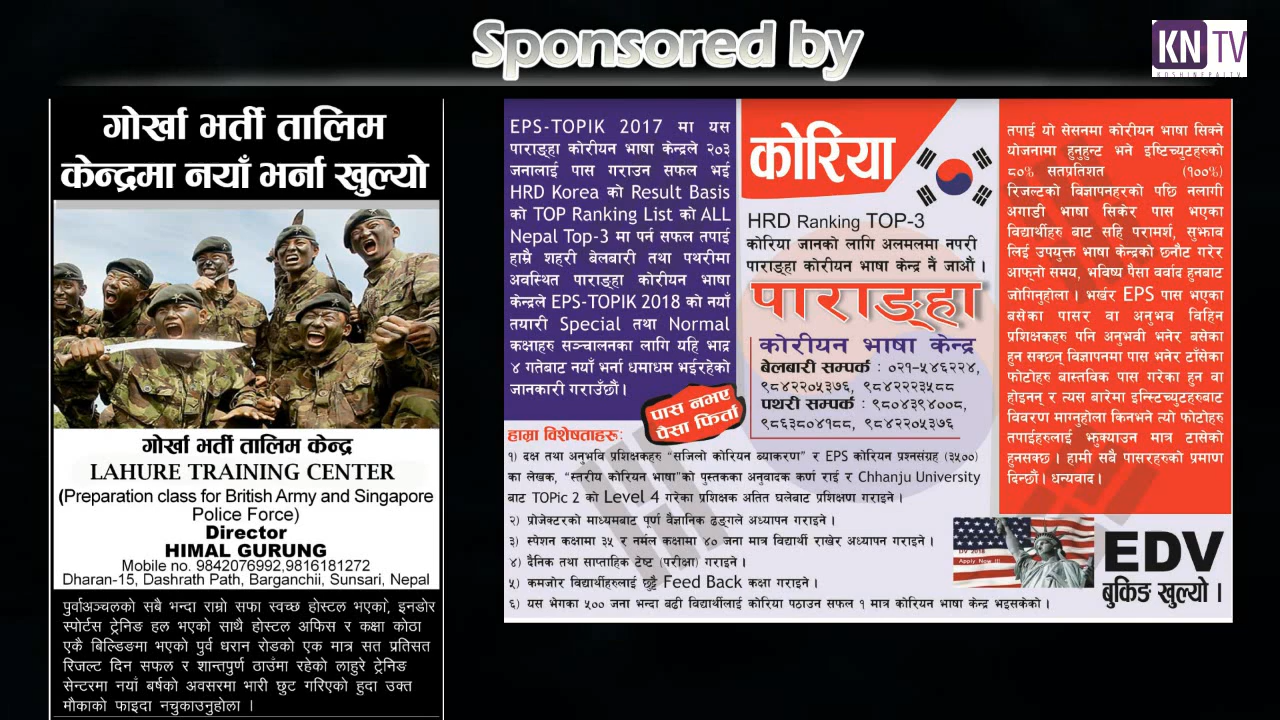 Sponsored by
KN TV
KOSHINEPALTV
गोर्खा भर्ती तालिम
केन्द्रमा नयाँ भर्ना खुल्यो
गोर्खा भर्ती तालिम केन्द्र
LAHURE TRAINING CENTER
(Preparation class for British Army and Singapore
Police Force)
Director
HIMAL GURUNG
Mobile no. 9842076992,9816181272
Dharan-15, Dashrath Path, Barganchii, Sunsari, Nepal
पुर्वाञ्चलको सबै भन्दा राम्रो सफा स्वच्छ होस्टल भएको, इनडोर
स्पोर्टस ट्रेनिङ हल भएको साथै होस्टल अफिस र कक्षा कोठा
एकै बिल्डिङमा भएको पुर्व धरान रोडको एक मात्र सत प्रतिसत
रिजल्ट दिन सफल र शान्तपुर्ण ठाउँमा रहेको लाहुरे ट्रेनिङ
सेन्टरमा नयाँ बर्षको अवसरमा भारी छुट गरिएको हुदा उक्त
मौकाको फाइदा नचुकाउनुहोला ।
EPS-TOPIK 2017 मा यस
पाराङ्हा कोरीयन भाषा केन्द्रले २०३
जनालाई पास गराउन सफल भई
HRD Korea को Result Basis
को TOP Ranking List को ALL
Nepal Top-3 मा पर्न सफल तपाई
हाम्रै शहरी बेलबारी तथा पथरीमा
अवस्थित पाराङ्हा कोरीयन भाषा
केन्द्रले EPS-TOPIK 2018 को नयाँ
तयारी Special तथा Normal
कक्षाहरु सञ्चालनका लागि यहि भाद्र
४ गतेबाट नयाँ भर्ना धमाधम भईरहेको
जानकारी गराउँछौं ।
कोरिया
HRD Ranking TOP-3
कोरिया जानको लागि अलमलमा नपरी
पाराङ्हा कोरीयन भाषा केन्द्र नै जाऔं ।
पाराङ्हा
कोरीयन भाषा केन्द्र
बेलबारी सम्पर्क : ०२१-५४६२२४,
९८४२२०५३७६, ९८४२२२३५८८
पथरी सम्पर्क : ९८०४३९४००८,
९८६३८०४१८८, ९८४२२०५३७६
पास नभए
पैसा फिर्ता
तपाई यो सेसनमा कोरीयन भाषा सिक्ने
योजनामा हुनुहुन्ट भने इष्टिच्युटहरुको
८०% सतप्रतिशत (१००%)
रिजल्टको विज्ञापनहरको पछि नलागी
अगाडी भाषा सिकेर पास भएका
विद्यार्थीहरु बाट सहि परामर्श, सुझाव
लिई उपयुक्त भाषा केन्द्रको छनौट गरेर
आफ्नो समय, भविष्य पैसा वर्वाद हुनबाट
जोगिनुहोला । भर्खर EPS पास भएका
बसेका पासर वा अनुभव विहिन
प्रशिक्षकहरु पनि अनुभवी भनेर बसेका
हुन सक्छन् विज्ञापनमा पास भनेर टाँसेका
फोटोहरु बास्तविक पास गरेका हुन वा
होइनन् र त्यस बारेमा इन्स्टिच्युटहरुबाट
विवरण माग्नुहोला किनभने त्यो फोटोहरु
तपाईहरुलाई भुक्याउन मात्र टासेको
हुनसक्छ । हामी सबै पासरहरुको प्रमाण
दिन्छौं । धन्यवाद ।
हाम्रा विशेषताहरु:
१) दक्ष तथा अनुभवि प्रशिक्षकहरु “सजिलो कोरियन ब्याकरण” र EPS कोरियन प्रश्नसंग्रह (३५००)
का लेखक, “स्तरीय कोरियन भाषा”को पुस्तकका अनुवादक कर्ण राई र Chhanju University
बाट TOPic 2 को Level 4 गरेका प्रशिक्षक अतित घलेबाट प्रशिक्षण गराइने ।
२) प्रोजेक्टरको माध्यमबाट पूर्ण वैज्ञानिक ढङ्गले अध्यापन गराइने ।
३) स्पेशन कक्षामा ३५ र नर्मल कक्षामा ४० जना मात्र विद्यार्थी राखेर अध्यापन गराइने ।
४) दैनिक तथा साप्ताहिक टेष्ट (परीक्षा) गराइने ।
५) कमजोर विद्यार्थीहरुलाई छुट्टै Feed Back कक्षा गराइने ।
६) यस भेगका ५०० जना भन्दा बढी विद्यार्थीलाई कोरिया पठाउन सफल १ मात्र कोरियन भाषा केन्द्र भइसकेको ।
DV 2018
Apply Now !!!
EDV
बुकिङ खुल्यो ।